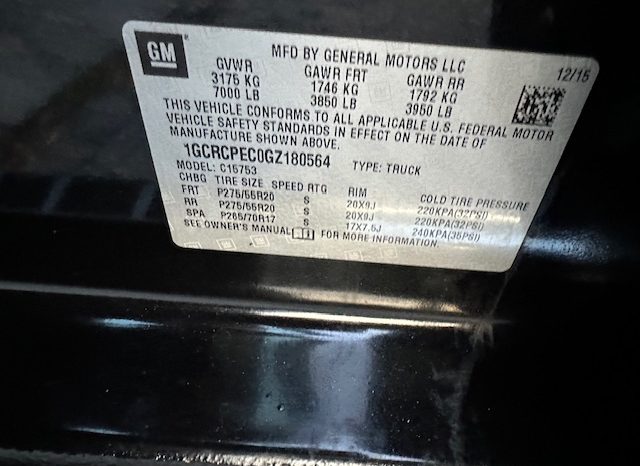 GM
MFD BY GENERAL MOTORS LLC
GVWR GAWR FRT GAWR RR 12/15
3175 KG 1746 KG 1792 KG
7000 LB 3850 LB 3950 LB
THIS VEHICLE CONFORMS TO ALL APPLICABLE U.S. FEDERAL MOTOR
VEHICLE SAFETY STANDARDS IN EFFECT ON THE DATE OF
MANUFACTURE SHOWN ABOVE.
1GCRCPEC0GZ180564 TYPE: TRUCK
MODEL: C15753
CHBG TIRE SIZE SPEED RTG RIM COLD TIRE PRESSURE
FRT P275/55R20 S 20X9J 220KPA(32PSI)
RR P275/55R20 S 20X9J 220KPA(32PSI)
SPA P265/70R17 S 17X7.5J 240KPA(35PSI)
SEE OWNER'S MANUAL FOR MORE INFORMATION.